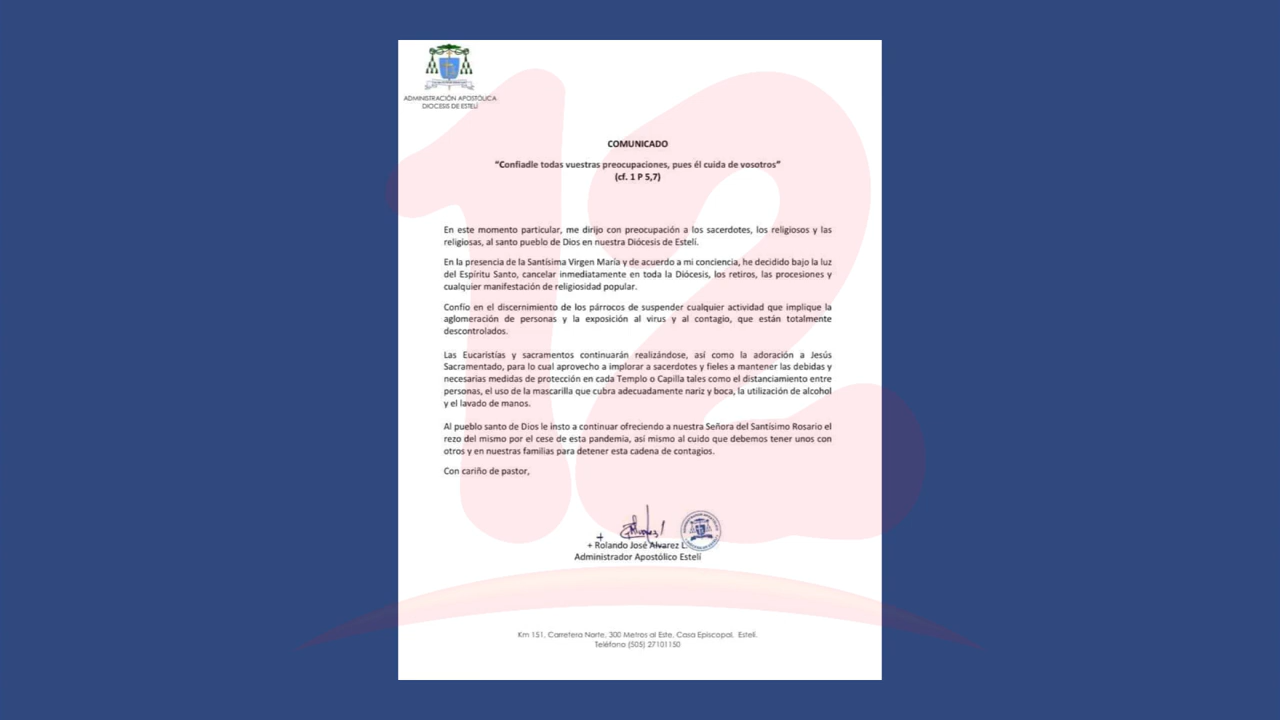 ADMINISTRACIÓN APOSTÓLICA
DIOCESIS DE ESTELÍ
COMUNICADO
"Confiadle todas vuestras preocupaciones, pues él cuida de vosotros"
(cf. 1 P 5,7)
En este momento particular, me dirijo con preocupación a los sacerdotes, los religiosos y las
religiosas, al santo pueblo de Dios en nuestra Diócesis de Estelí.
En la presencia de la Santísima Virgen María y de acuerdo a mi conciencia, he decidido bajo la luz
del Espíritu Santo, cancelar inmediatamente en toda la Diócesis, los retiros, las procesiones y
cualquier manifestación de religiosidad popular.
Confío en el discernimiento de los párrocos de suspender cualquier actividad que implique la
aglomeración de personas y la exposición al virus y al contagio, que están totalmente
descontrolados.
Las Eucaristías y sacramentos continuarán realizándose, así como la adoración a Jesús
Sacramentado, para lo cual aprovecho a implorar a sacerdotes y fieles a mantener las debidas y
necesarias medidas de protección en cada Templo o Capilla tales como el distanciamiento entre
personas, el uso de la mascarilla que cubra adecuadamente nariz y boca, la utilización de alcohol
y el lavado de manos.
Al pueblo santo de Dios le insto a continuar ofreciendo a nuestra Señora del Santísimo Rosario el
rezo del mismo por el cese de esta pandemia, así mismo al cuido que debemos tener unos con
otros y en nuestras familias para detener esta cadena de contagios.
Con cariño de pastor,
+ Rolando José Alvarez L.
Administrador Apostólico Estelí
Km 151, Carretera Norte, 300 Metros al Este, Casa Episcopal, Estelí.
Teléfono (505) 27101150
12